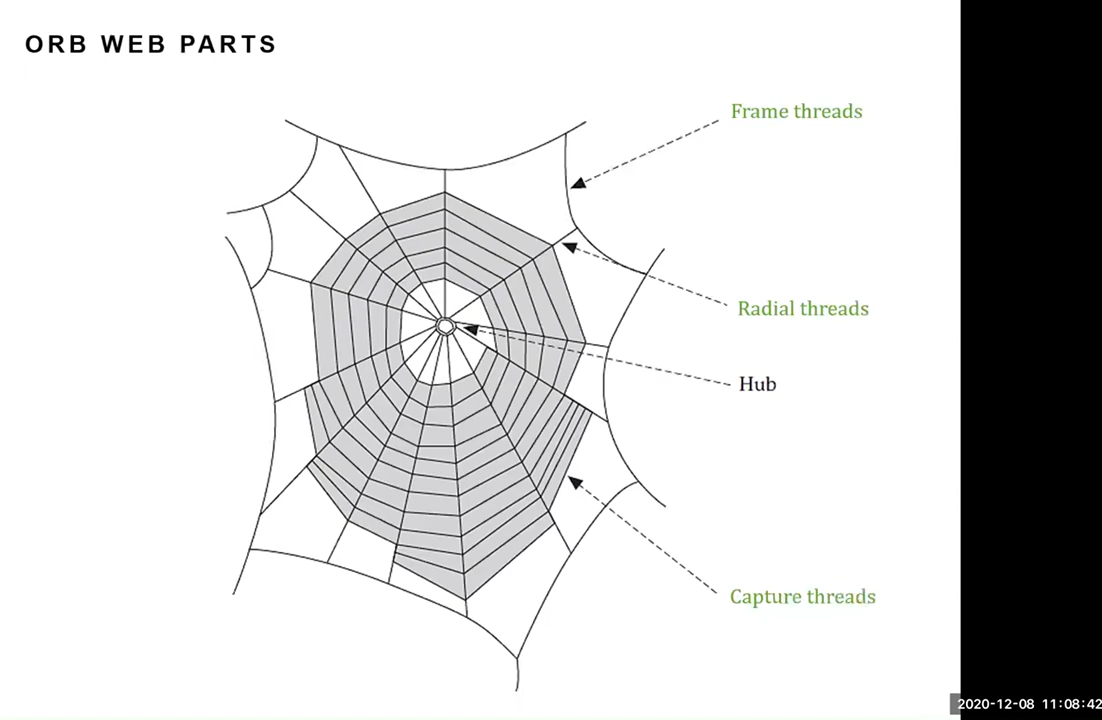 ORB WEB PARTS
Frame threads
Radial threads
Hub
Capture threads
2020-12-08 11:08:42